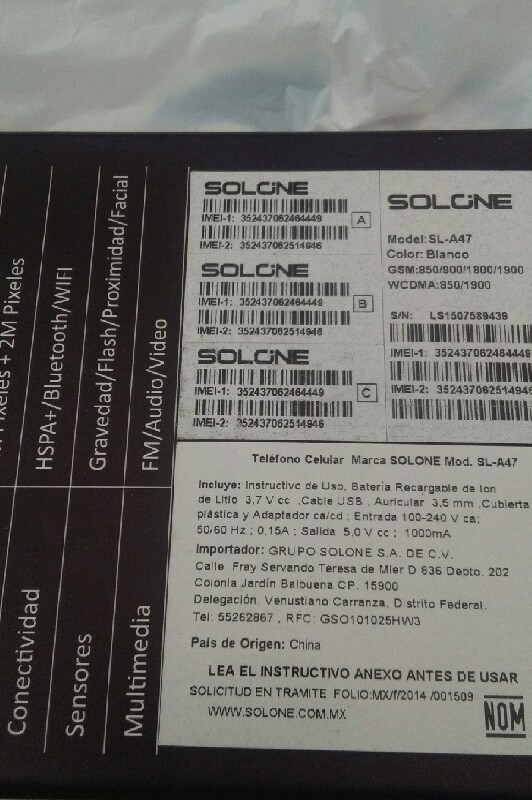 Pixeles + 2M Pixeles
HSPA+/Bluetooth/WIFI
Gravedad/Flash/Proximidad/Facial
FM/Audio/Video
Conectividad
Sensores
Multimedia
SOLONE
IMEI-1: 352437062464449
IMEI-2: 352437062514946
A
SOLONE
IMEI-1: 352437062464449
IMEI-2: 352437062514946
B
SOLONE
IMEI-1: 352437062464449
IMEI-2: 352437062514946
C
SOLONE
Model: SL-A47
Color: Blanco
GSM:850/900/1800/1900
WCDMA:850/1900
S/N: LS1507589439
IMEI-1: 352437062464449
IMEI-2: 352437062514946
Teléfono Celular Marca SOLONE Mod. SL-A47
Incluye: Instructivo de Uso, Batería Recargable de Ion
de Litio 3,7 V cc ,Cable USB , Auricular 3,5 mm ,Cubierta
plástica y Adaptador ca/cd : Entrada 100-240 V ca;
50/60 Hz ; 0,15A ; Salida 5,0 V cc ; 1000mA
Importador: GRUPO SOLONE S.A. DE C.V.
Calle Fray Servando Teresa de Mier D 836 Depto. 202
Colonia Jardín Balbuena CP. 15900
Delegación. Venustiano Carranza, Distrito Federal.
Tel: 55262867 , RFC: GSO101025HW3
País de Origen: China
LEA EL INSTRUCTIVO ANEXO ANTES DE USAR
SOLICITUD EN TRAMITE FOLIO:MX/f/2014 /001509
WWW.SOLONE.COM.MX
NOM